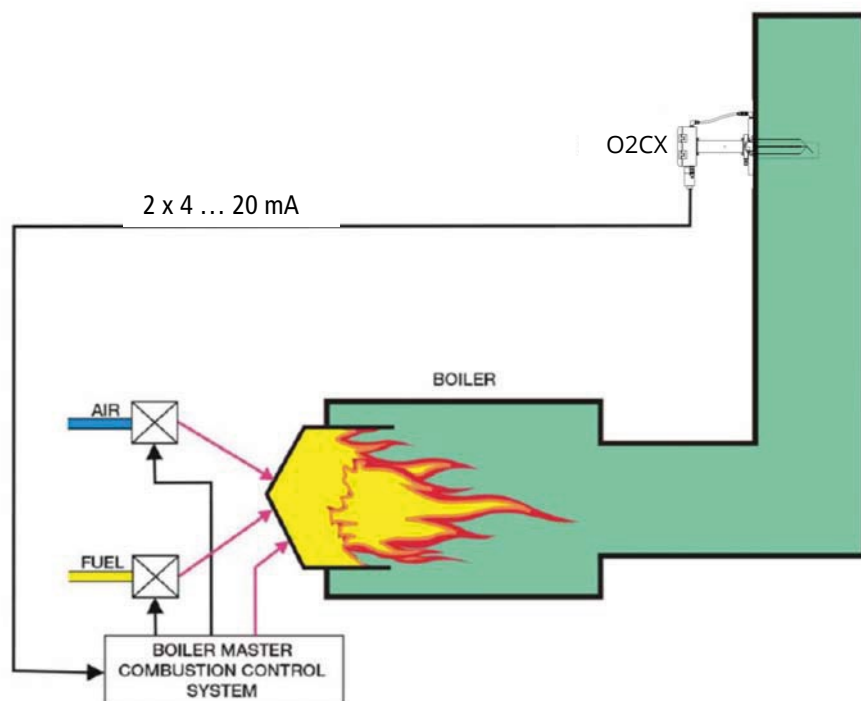 O2CX
2 x 4 … 20 mA
BOILER
AIR
FUEL
BOILER MASTER
COMBUSTION CONTROL
SYSTEM